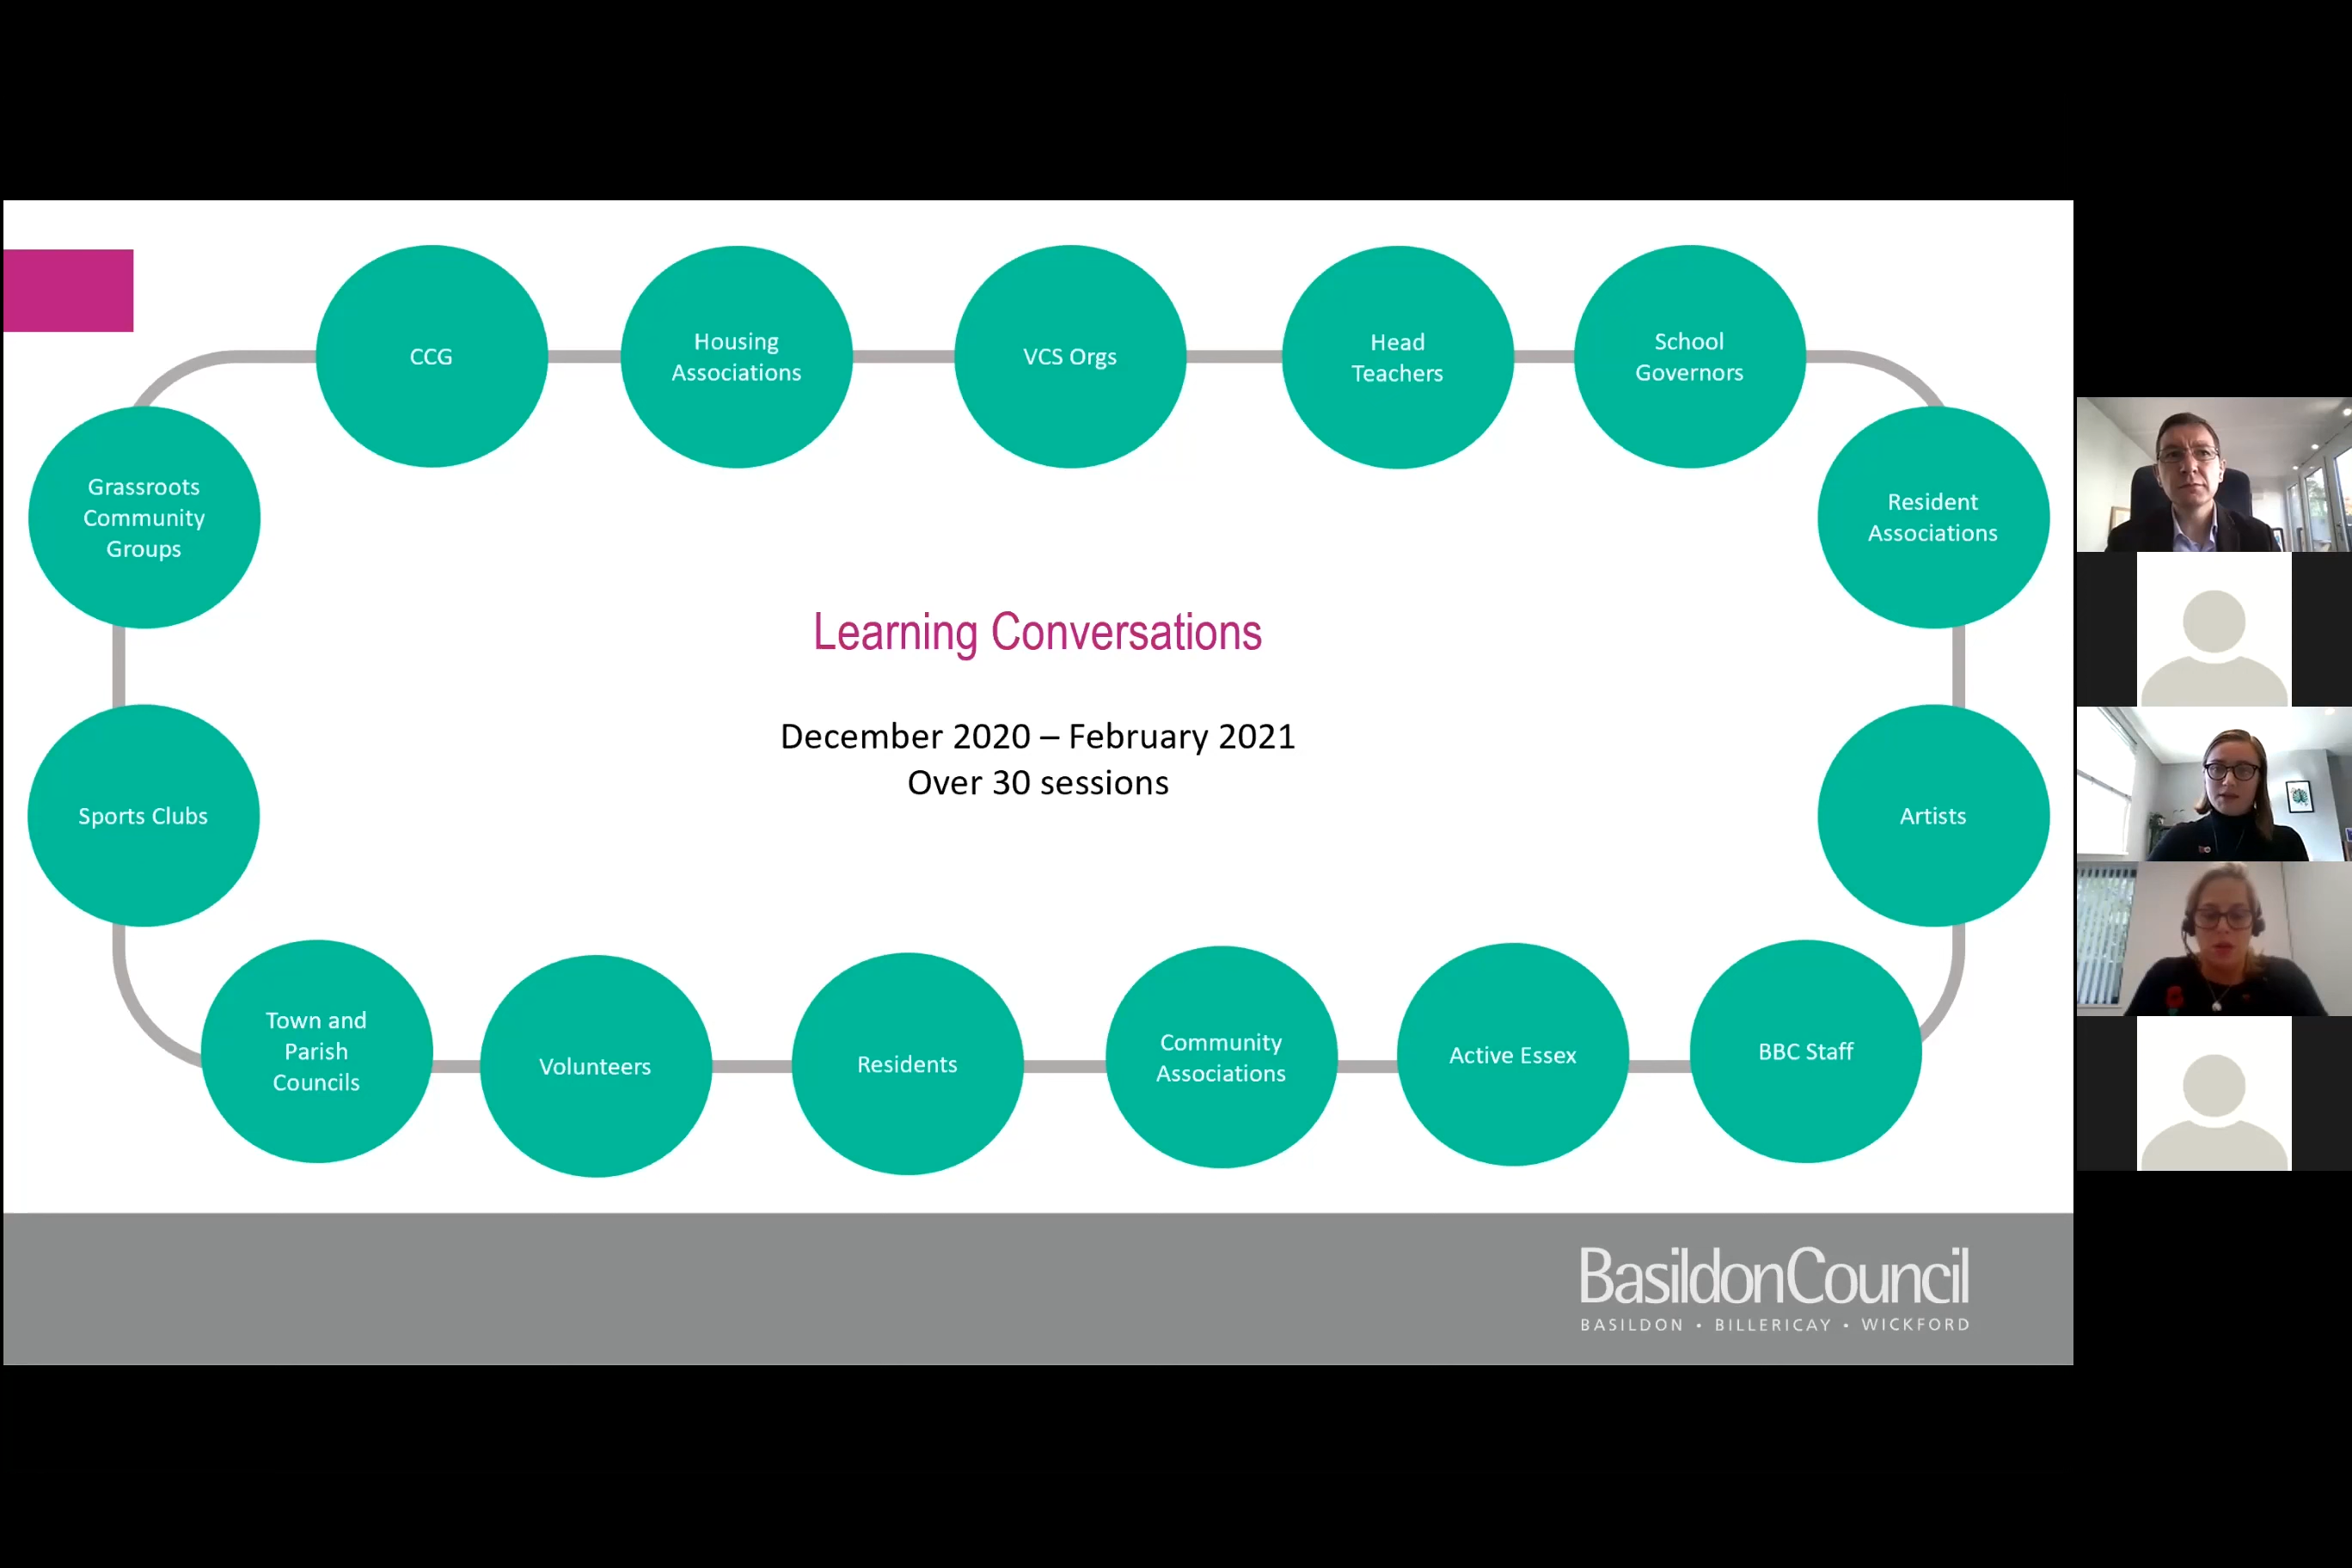 CCG
Housing
Associations
VCS Orgs
Head
Teachers
School
Governors
Grassroots
Community
Groups
Resident
Associations
Learning Conversations
December 2020 – February 2021
Over 30 sessions
Sports Clubs
Artists
Town and
Parish
Councils
Volunteers
Residents
Community
Associations
Active Essex
BBC Staff
BasildonCouncil
BASILDON • BILLERICAY • WICKFORD